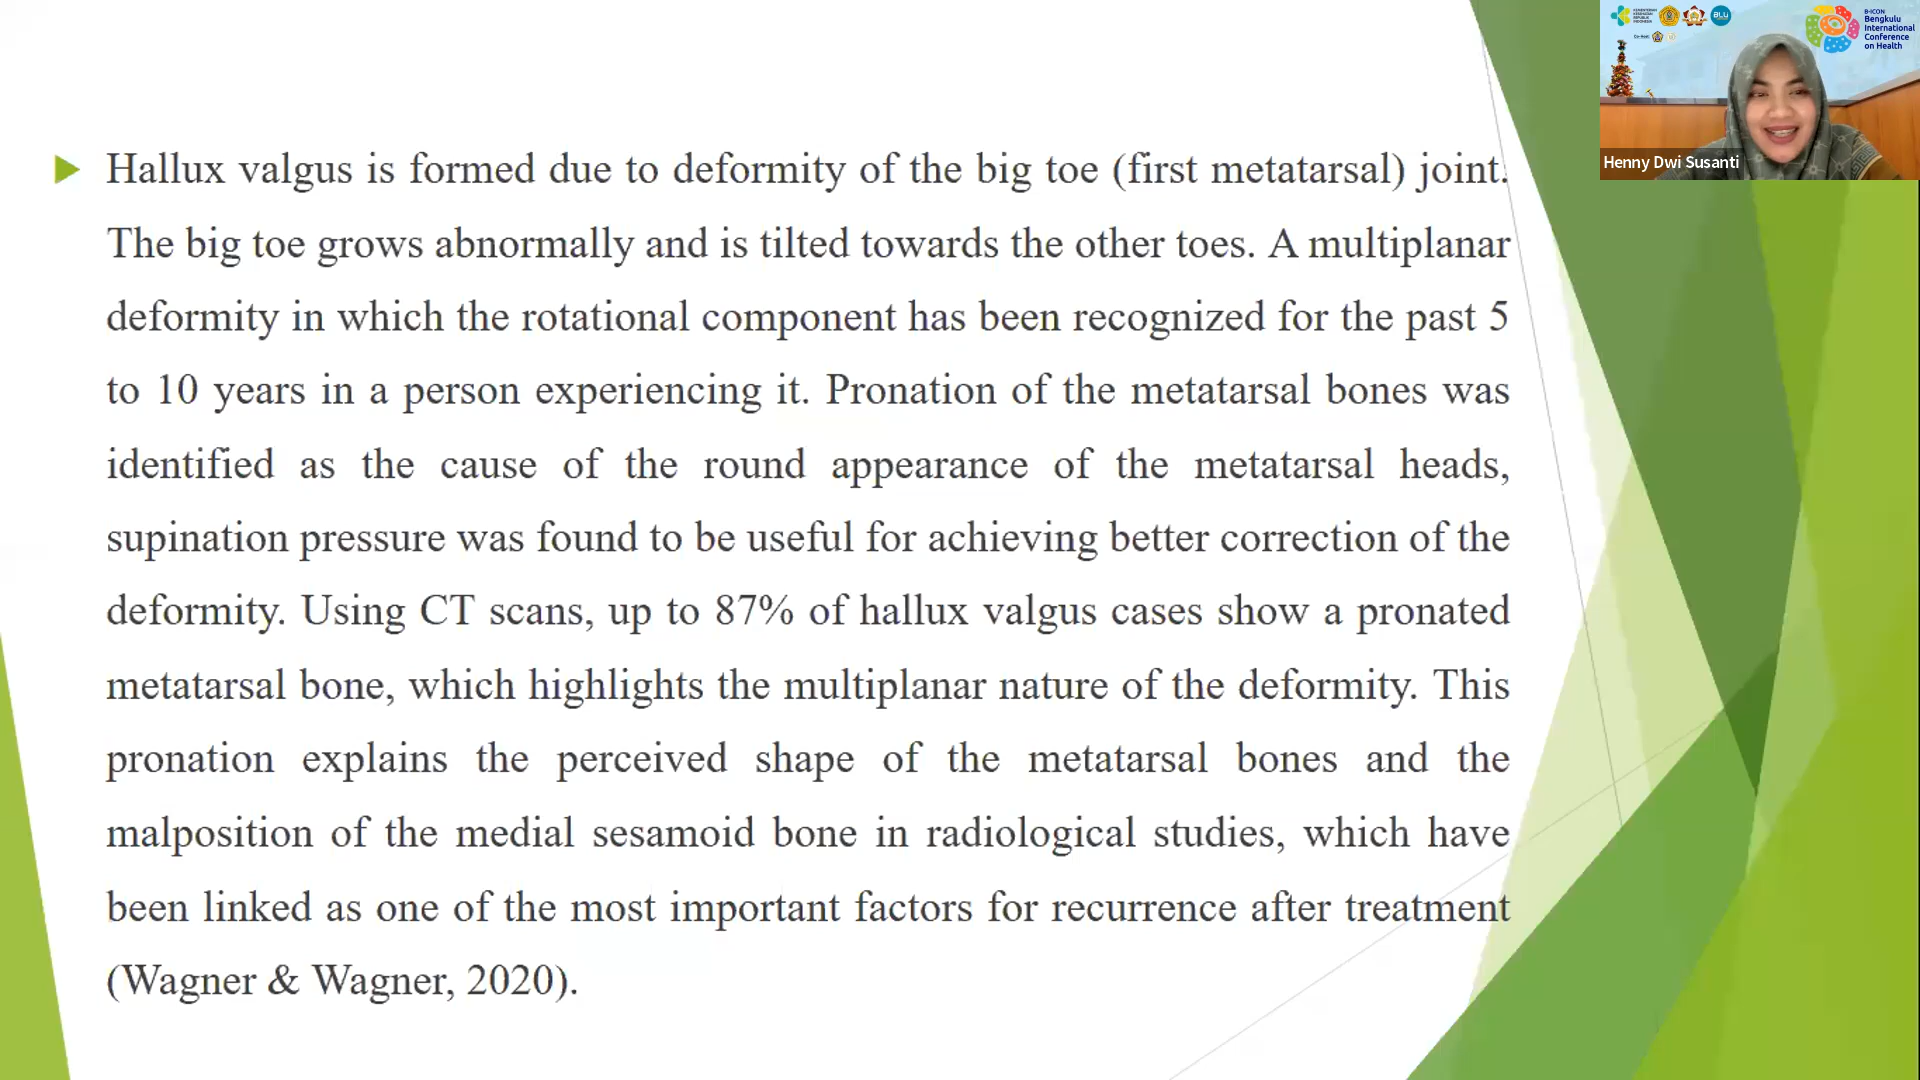 Hallux valgus is formed due to deformity of the big toe (first metatarsal) joint.
The big toe grows abnormally and is tilted towards the other toes. A multiplanar
deformity in which the rotational component has been recognized for the past 5
to 10 years in a person experiencing it. Pronation of the metatarsal bones was
identified as the cause of the round appearance of the metatarsal heads,
supination pressure was found to be useful for achieving better correction of the
deformity. Using CT scans, up to 87% of hallux valgus cases show a pronated
metatarsal bone, which highlights the multiplanar nature of the deformity. This
pronation explains the perceived shape of the metatarsal bones and the
malposition of the medial sesamoid bone in radiological studies, which have
been linked as one of the most important factors for recurrence after treatment
(Wagner & Wagner, 2020).
BLU
B-ICON
Bengkulu
International
Conference
on Health
Henny Dwi Susanti